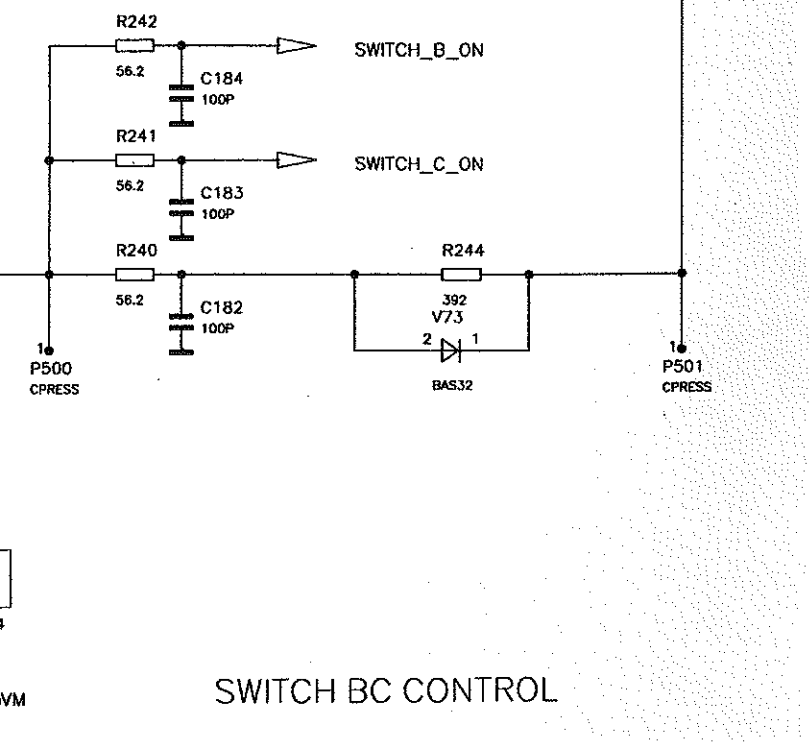 R242
56.2
C184
100P
SWITCH_B_ON
R241
56.2
C183
100P
SWITCH_C_ON
R240
56.2
C182
100P
R244
392
V73
2 1
BAS32
1
P500
CPRESS
1
P501
CPRESS
4
VM
SWITCH BC CONTROL